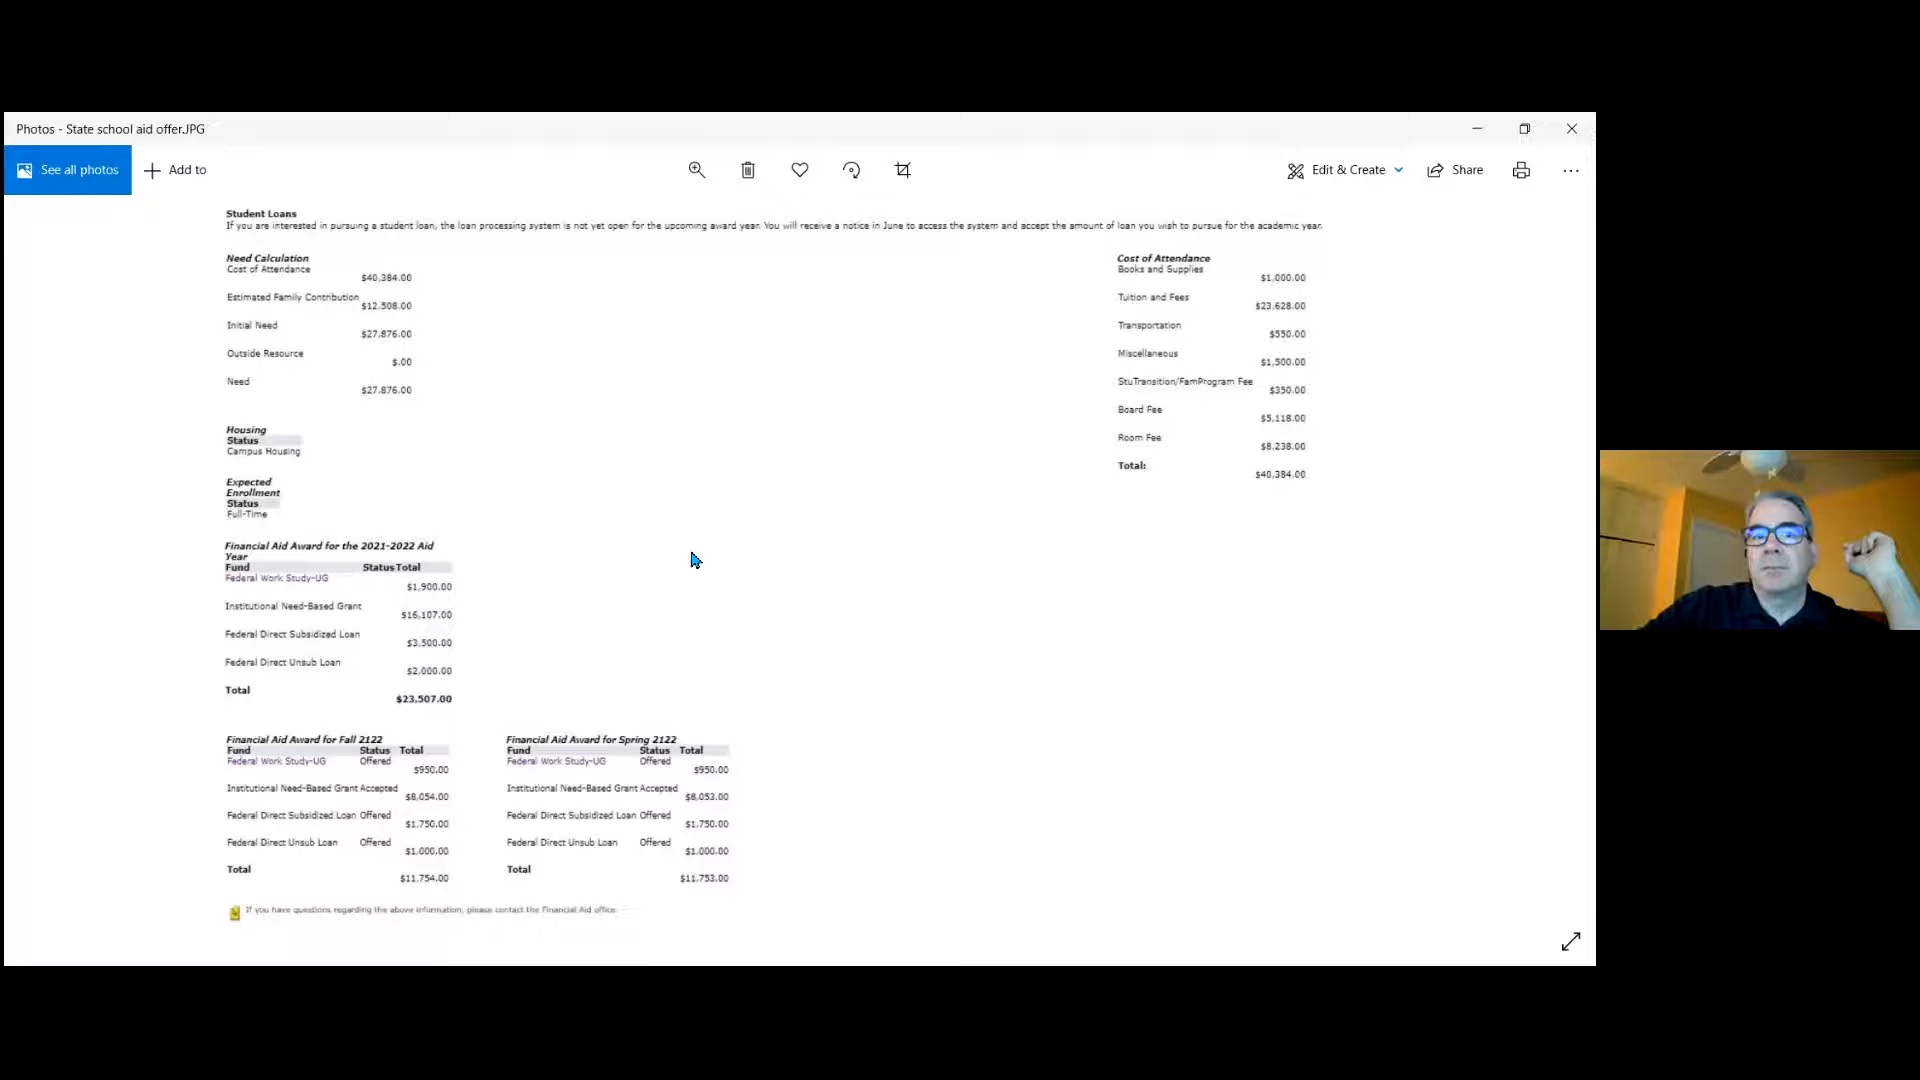 Photos - State school aid offer.JPG
See all photos
Add to
Edit & Create
Share
Student Loans
If you are interested in pursuing a student loan, the loan processing system is not yet open for the upcoming award year. You will receive a notice in June to access the system and accept the amount of loan you wish to pursue for the academic year.
Need Calculation
Cost of Attendance
$40,384.00
Estimated Family Contribution
$12,508.00
Initial Need
$27,876.00
Outside Resource
$.00
Need
$27,876.00
Cost of Attendance
Books and Supplies
$1,000.00
Tuition and Fees
$23,628.00
Transportation
$550.00
Miscellaneous
$1,500.00
StuTransition/FamProgram Fee
$350.00
Board Fee
$5,118.00
Room Fee
$8,238.00
Total:
$40,384.00
Housing
Status
Campus Housing
Expected
Enrollment
Status
Full-Time
Financial Aid Award for the 2021-2022 Aid
Year
Fund Status Total
Federal Work Study-UG
$1,900.00
Institutional Need-Based Grant
$16,107.00
Federal Direct Subsidized Loan
$3,500.00
Federal Direct Unsub Loan
$2,000.00
Total
$23,507.00
Financial Aid Award for Fall 2122
Fund Status Total
Federal Work Study-UG Offered
$950.00
Institutional Need-Based Grant Accepted
$8,054.00
Federal Direct Subsidized Loan Offered
$1,750.00
Federal Direct Unsub Loan Offered
$1,000.00
Total
$11,754.00
Financial Aid Award for Spring 2122
Fund Status Total
Federal Work Study-UG Offered
$950.00
Institutional Need-Based Grant Accepted
$8,053.00
Federal Direct Subsidized Loan Offered
$1,750.00
Federal Direct Unsub Loan Offered
$1,000.00
Total
$11,753.00
If you have questions regarding the above information, please contact the Financial Aid office.